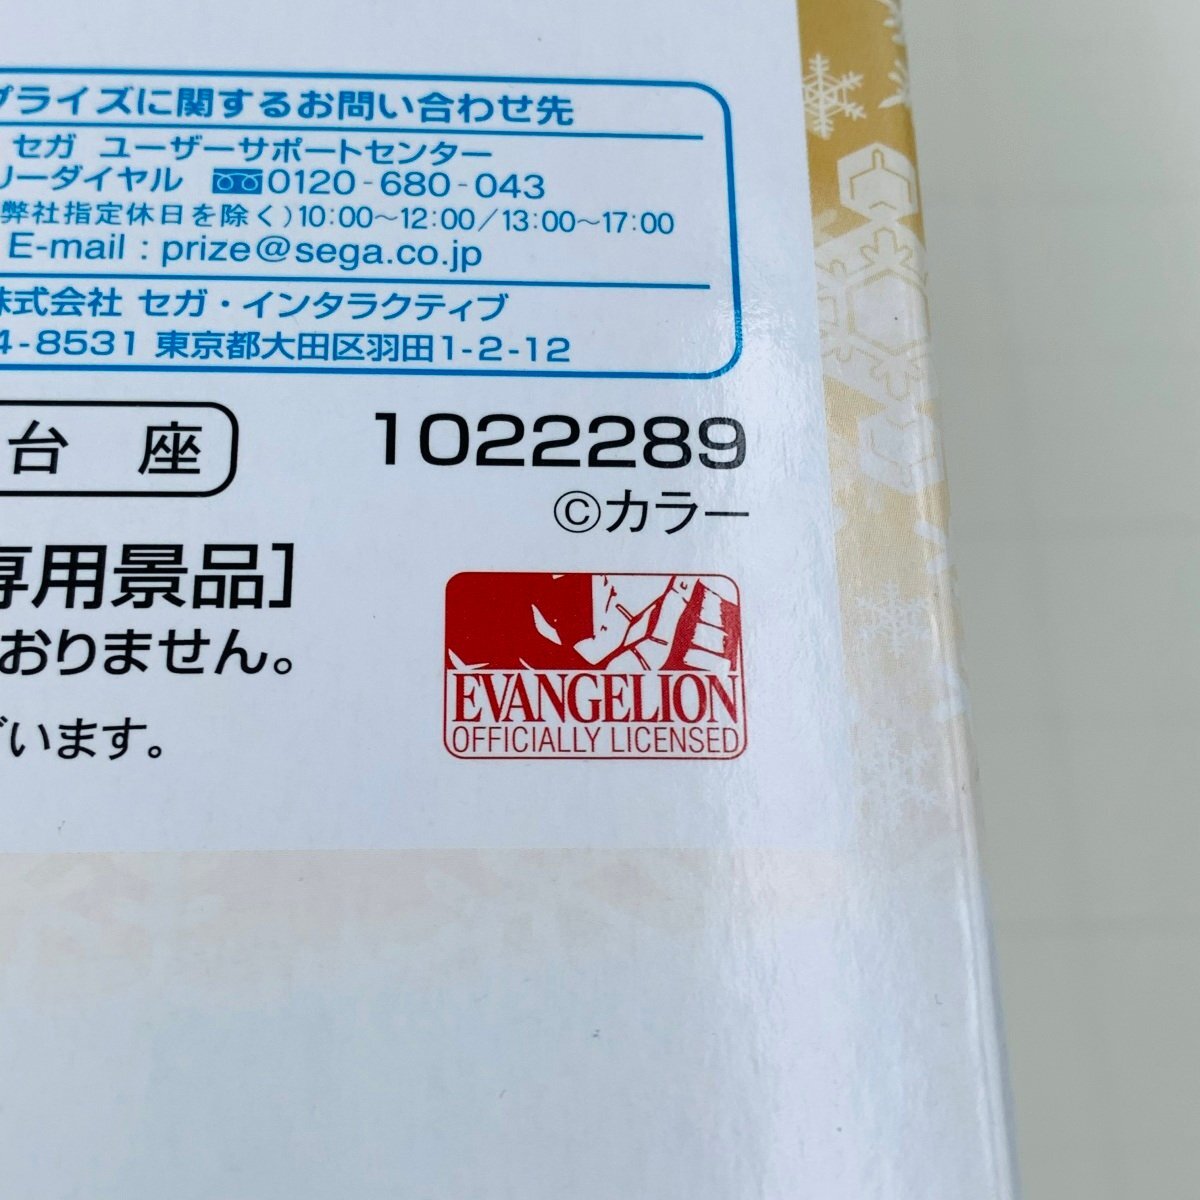 プライズに関するお問い合わせ先
セガ ユーザーサポートセンター
リーダイヤル 0120-680-043
弊社指定休日を除く)10:00〜12:00/13:00〜17:00
E-mail : prize@sega.co.jp
株式会社 セガ・インタラクティブ
4-8531 東京都大田区羽田1-2-12
台 座
1022289
©カラー
専用景品]
おりません。
ざいます。
EVANGELION
OFFICIALLY LICENSED